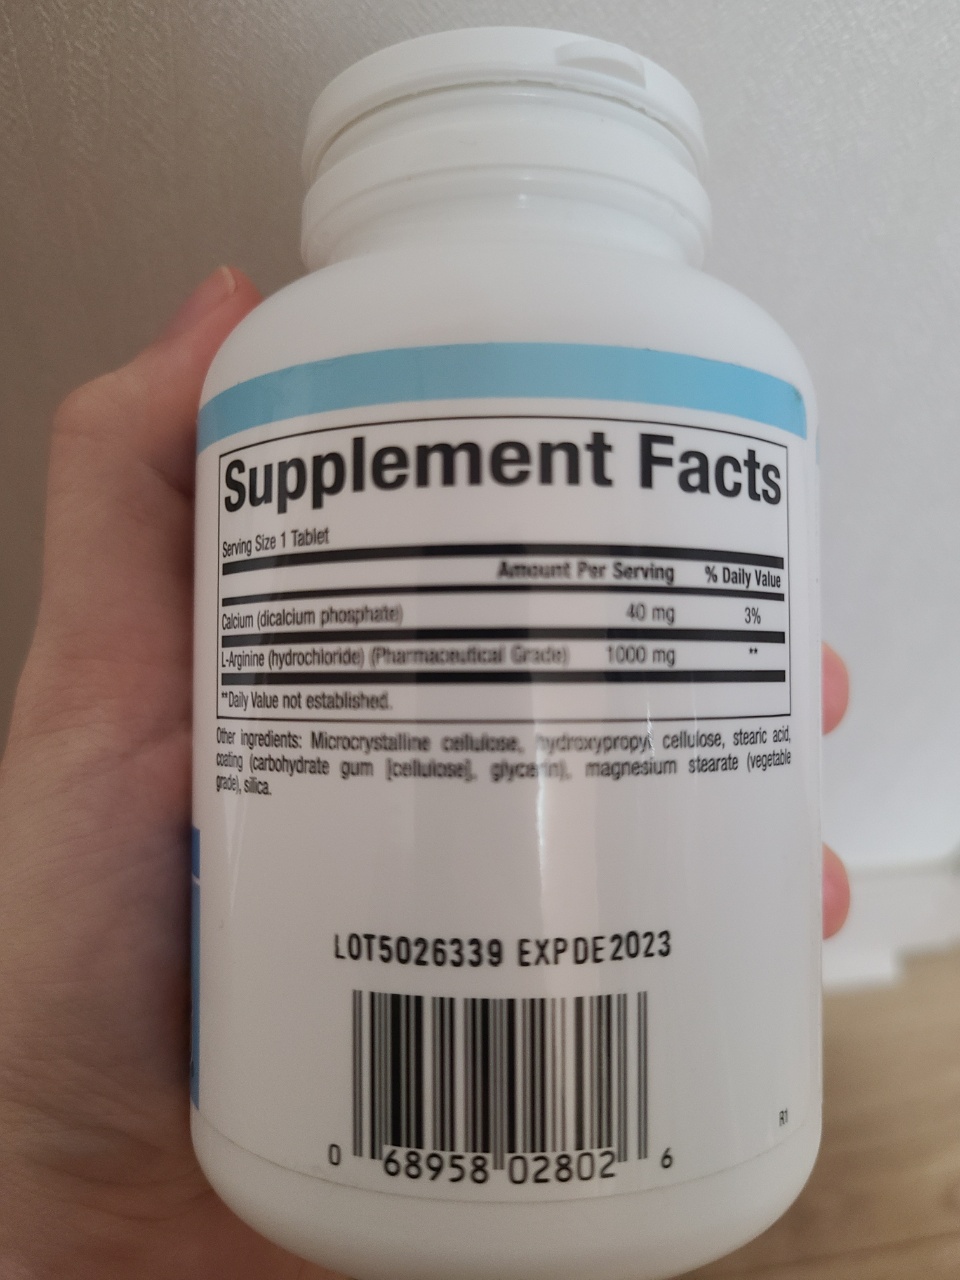 Supplement Facts
Serving Size 1 Tablet
Amount Per Serving % Daily Value
Calcium (dicalcium phosphate) 40 mg 3%
L-Arginine (hydrochloride) (Pharmaceutical Grade) 1000 mg **
**Daily Value not established.
Other ingredients: Microcrystalline cellulose, hydroxypropyl cellulose, stearic acid,
coating (carbohydrate gum [cellulose], glycerin), magnesium stearate (vegetable
grade), silica.
LOT5026339 EXPDE2023
R1
0 68958 02802 6